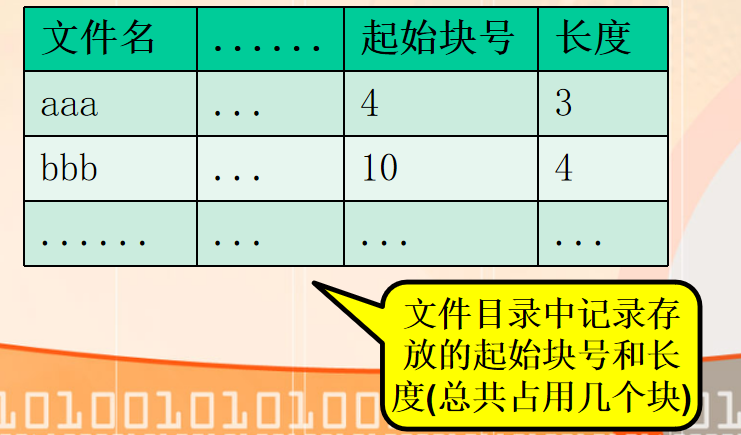 文件名 ...... 起始块号 长度
aaa ... 4 3
bbb ... 10 4
...... ... ... ...
文件目录中记录存
放的起始块号和长
度(总共占用几个块)
1010010101010100